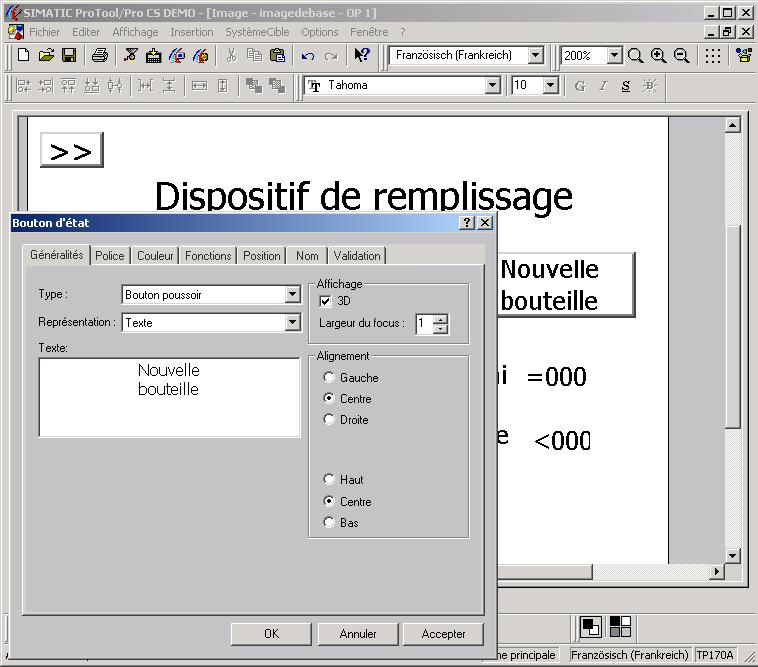 SIMATIC ProTool/Pro CS DEMO - [Image - imagedebase - OP 1]
Fichier Editer Affichage Insertion SystèmeCible Options Fenêtre ?
Französisch (Frankreich) 200%
Tahoma 10 G I S B
>>
Dispositif de remplissage
Bouton d'état
Généralités Police Couleur Fonctions Position Nom Validation
Nouvelle
bouteille
Type : Bouton poussoir
Représentation : Texte
Texte:
Nouvelle
bouteille
Affichage
3D
Largeur du focus : 1
Alignement
Gauche
Centre
Droite
Haut
Centre
Bas
=000
<000
OK Annuler Accepter
principale Französisch (Frankreich) TP170A